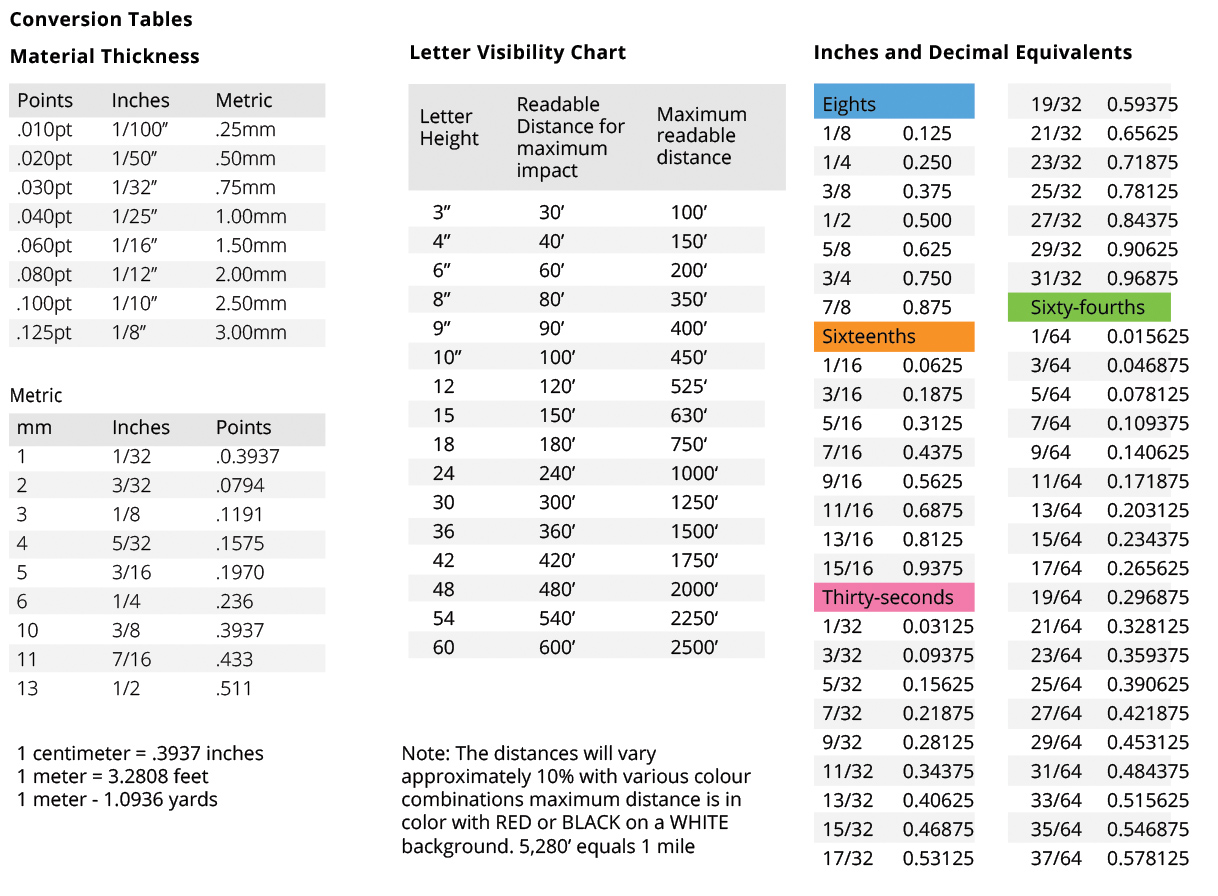 Conversion Tables
Material Thickness
Points Inches Metric
.010pt 1/100” .25mm
.020pt 1/50” .50mm
.030pt 1/32” .75mm
.040pt 1/25” 1.00mm
.060pt 1/16” 1.50mm
.080pt 1/12” 2.00mm
.100pt 1/10” 2.50mm
.125pt 1/8” 3.00mm
Metric
mm Inches Points
1 1/32 .0.3937
2 3/32 .0794
3 1/8 .1191
4 5/32 .1575
5 3/16 .1970
6 1/4 .236
10 3/8 .3937
11 7/16 .433
13 1/2 .511
1 centimeter = .3937 inches
1 meter = 3.2808 feet
1 meter - 1.0936 yards
Letter Visibility Chart
Letter
Height
Readable
Distance for
maximum
impact
Maximum
readable
distance
3” 30’ 100’
4” 40’ 150’
6” 60’ 200‘
8” 80’ 350’
9” 90’ 400’
10” 100’ 450’
12 120’ 525‘
15 150’ 630‘
18 180’ 750‘
24 240’ 1000‘
30 300’ 1250‘
36 360’ 1500‘
42 420’ 1750‘
48 480’ 2000‘
54 540’ 2250‘
60 600’ 2500‘
Note: The distances will vary
approximately 10% with various colour
combinations maximum distance is in
color with RED or BLACK on a WHITE
background. 5,280’ equals 1 mile
Inches and Decimal Equivalents
Eights
1/8 0.125
1/4 0.250
3/8 0.375
1/2 0.500
5/8 0.625
3/4 0.750
7/8 0.875
Sixteenths
1/16 0.0625
3/16 0.1875
5/16 0.3125
7/16 0.4375
9/16 0.5625
11/16 0.6875
13/16 0.8125
15/16 0.9375
Thirty-seconds
1/32 0.03125
3/32 0.09375
5/32 0.15625
7/32 0.21875
9/32 0.28125
11/32 0.34375
13/32 0.40625
15/32 0.46875
17/32 0.53125
19/32 0.59375
21/32 0.65625
23/32 0.71875
25/32 0.78125
27/32 0.84375
29/32 0.90625
31/32 0.96875
Sixty-fourths
1/64 0.015625
3/64 0.046875
5/64 0.078125
7/64 0.109375
9/64 0.140625
11/64 0.171875
13/64 0.203125
15/64 0.234375
17/64 0.265625
19/64 0.296875
21/64 0.328125
23/64 0.359375
25/64 0.390625
27/64 0.421875
29/64 0.453125
31/64 0.484375
33/64 0.515625
35/64 0.546875
37/64 0.578125